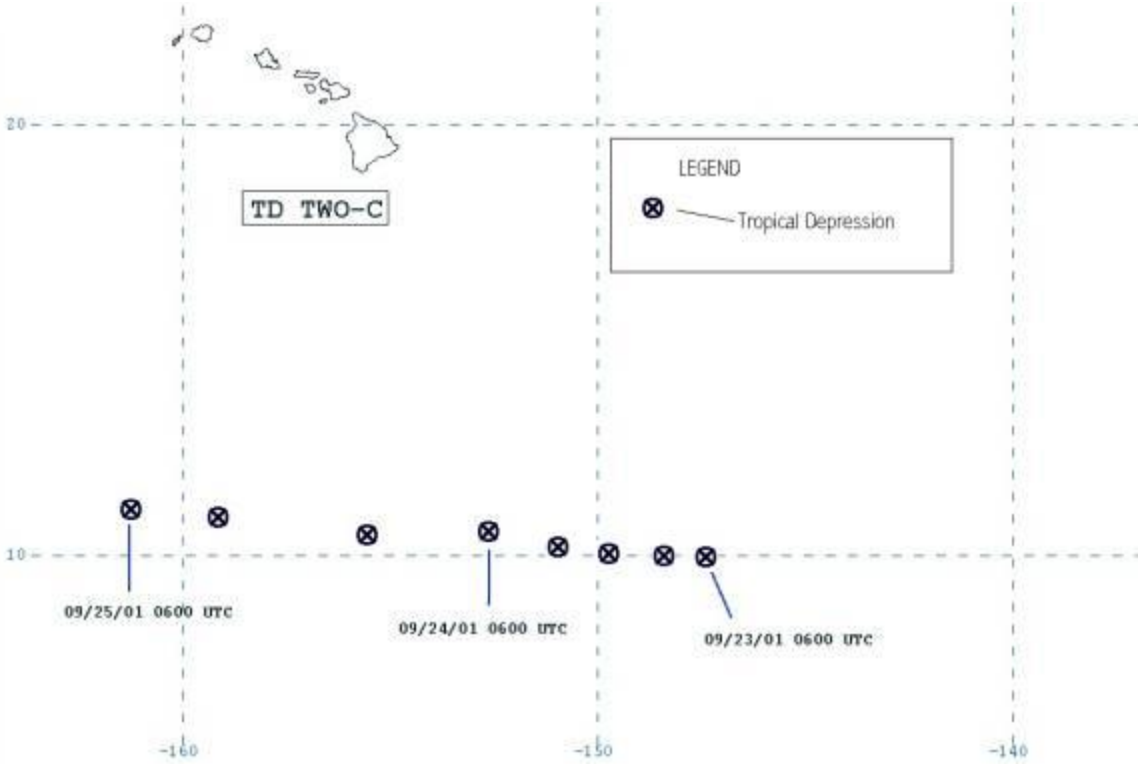 20
LEGEND
TD TWO-C
Tropical Depression
10
09/25/01 0600 UTC
09/24/01 0600 UTC
09/23/01 0600 UTC
-160
-150
-140